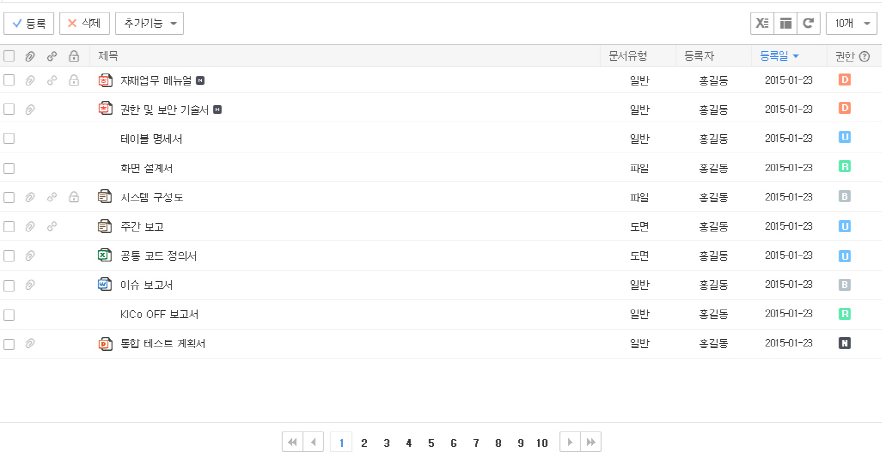 등록 삭제 추가기능 10개
제목 문서유형 등록자 등록일 권한
자재업무 메뉴얼 N 일반 홍길동 2015-01-23 D
권한 및 보안 기술서 N 일반 홍길동 2015-01-23 D
테이블 명세서 일반 홍길동 2015-01-23 U
화면 설계서 파일 홍길동 2015-01-23 R
시스템 구성도 파일 홍길동 2015-01-23 B
주간 보고 도면 홍길동 2015-01-23 U
공통 코드 정의서 도면 홍길동 2015-01-23 U
이슈 보고서 일반 홍길동 2015-01-23 B
KICo OFF 보고서 일반 홍길동 2015-01-23 R
통합 테스트 계획서 일반 홍길동 2015-01-23 N
1 2 3 4 5 6 7 8 9 10